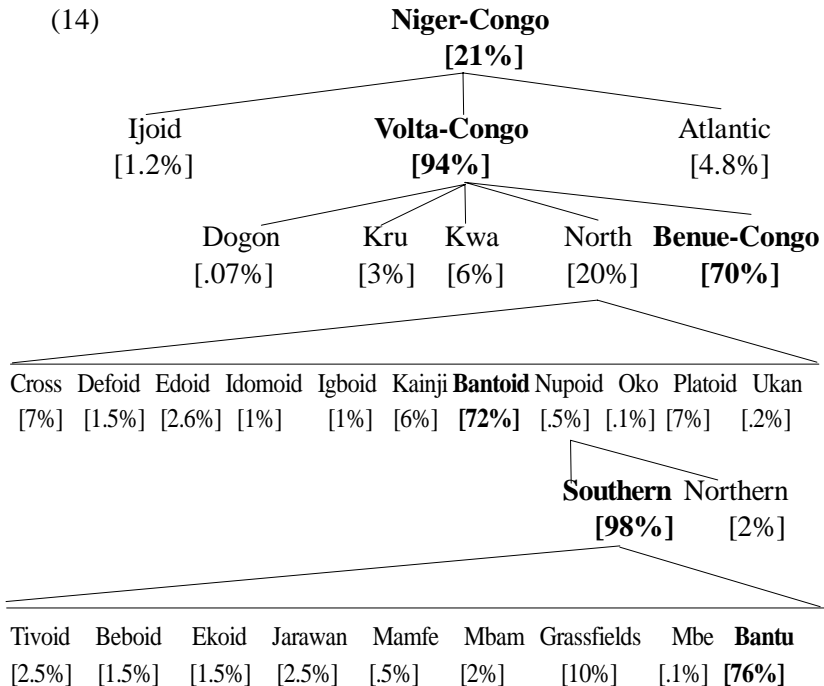 (14) Niger-Congo
[21%]
Ijoid Volta-Congo Atlantic
[1.2%] [94%] [4.8%]
Dogon Kru Kwa North Benue-Congo
[.07%] [3%] [6%] [20%] [70%]
Cross Defoid Edoid Idomoid Igboid Kainji Bantoid Nupoid Oko Platoid Ukan
[7%] [1.5%] [2.6%] [1%] [1%] [6%] [72%] [.5%] [.1%] [7%] [.2%]
Southern Northern
[98%] [2%]
Tivoid Beboid Ekoid Jarawan Mamfe Mbam Grassfields Mbe Bantu
[2.5%] [1.5%] [1.5%] [2.5%] [.5%] [2%] [10%] [.1%] [76%]